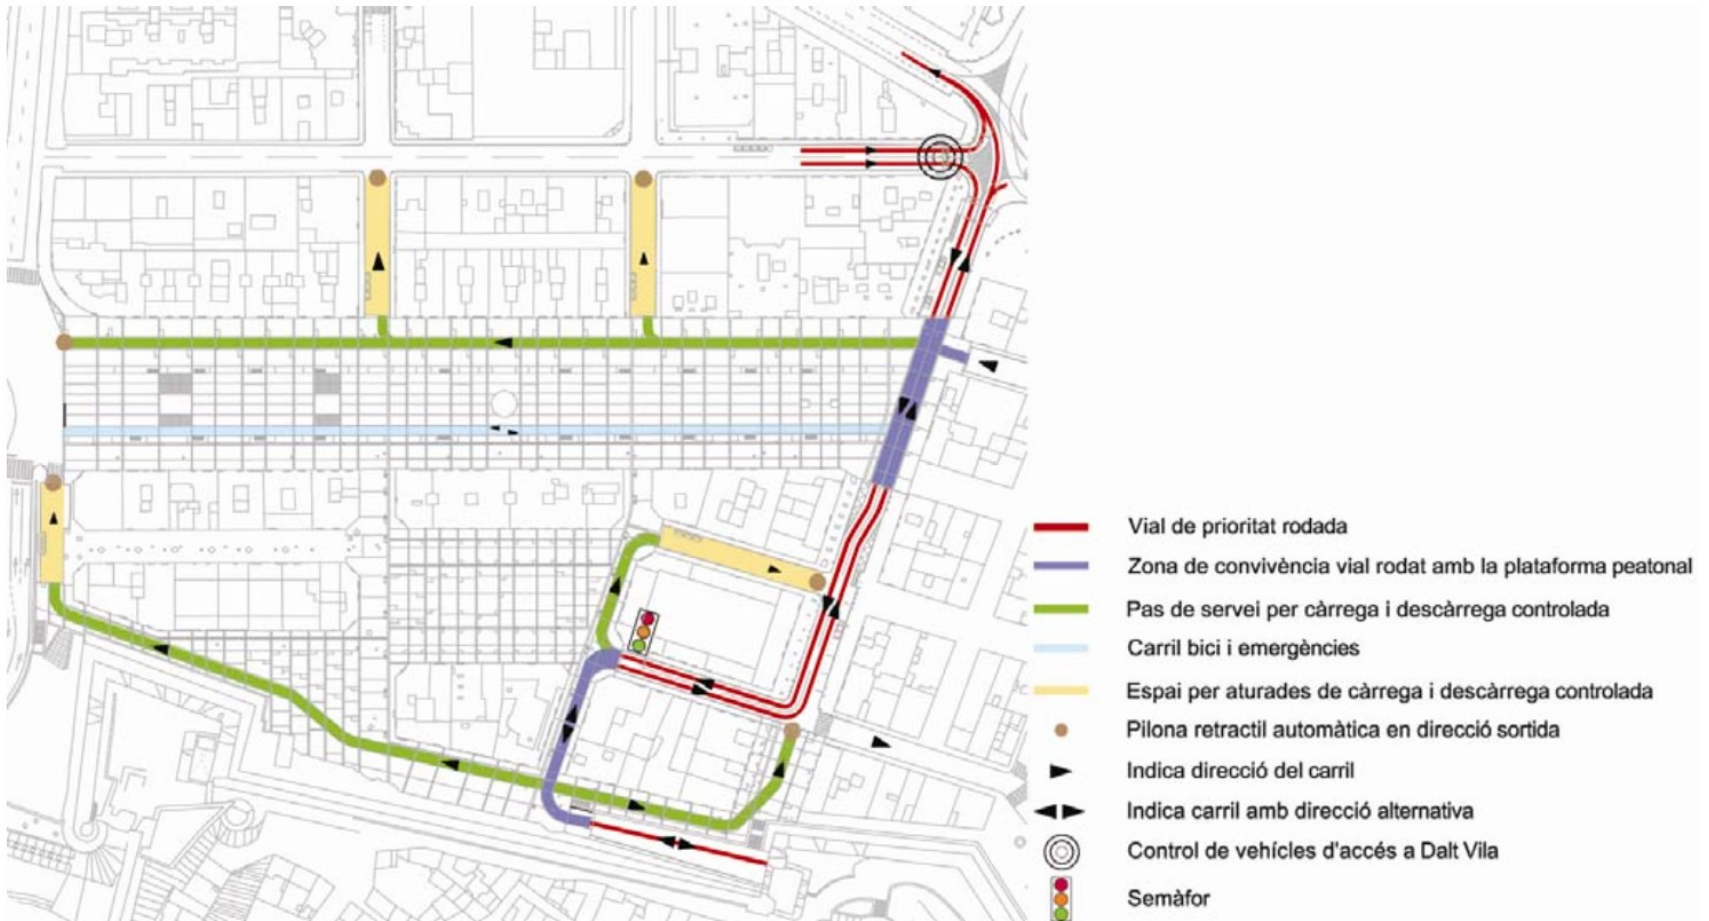 Vial de prioritat rodada
Zona de convivència vial rodat amb la plataforma peatonal
Pas de servei per càrrega i descàrrega controlada
Carril bici i emergències
Espai per aturades de càrrega i descàrrega controlada
Pilona retractil automàtica en direcció sortida
Indica direcció del carril
Indica carril amb direcció alternativa
Control de vehícles d'accés a Dalt Vila
Semàfor